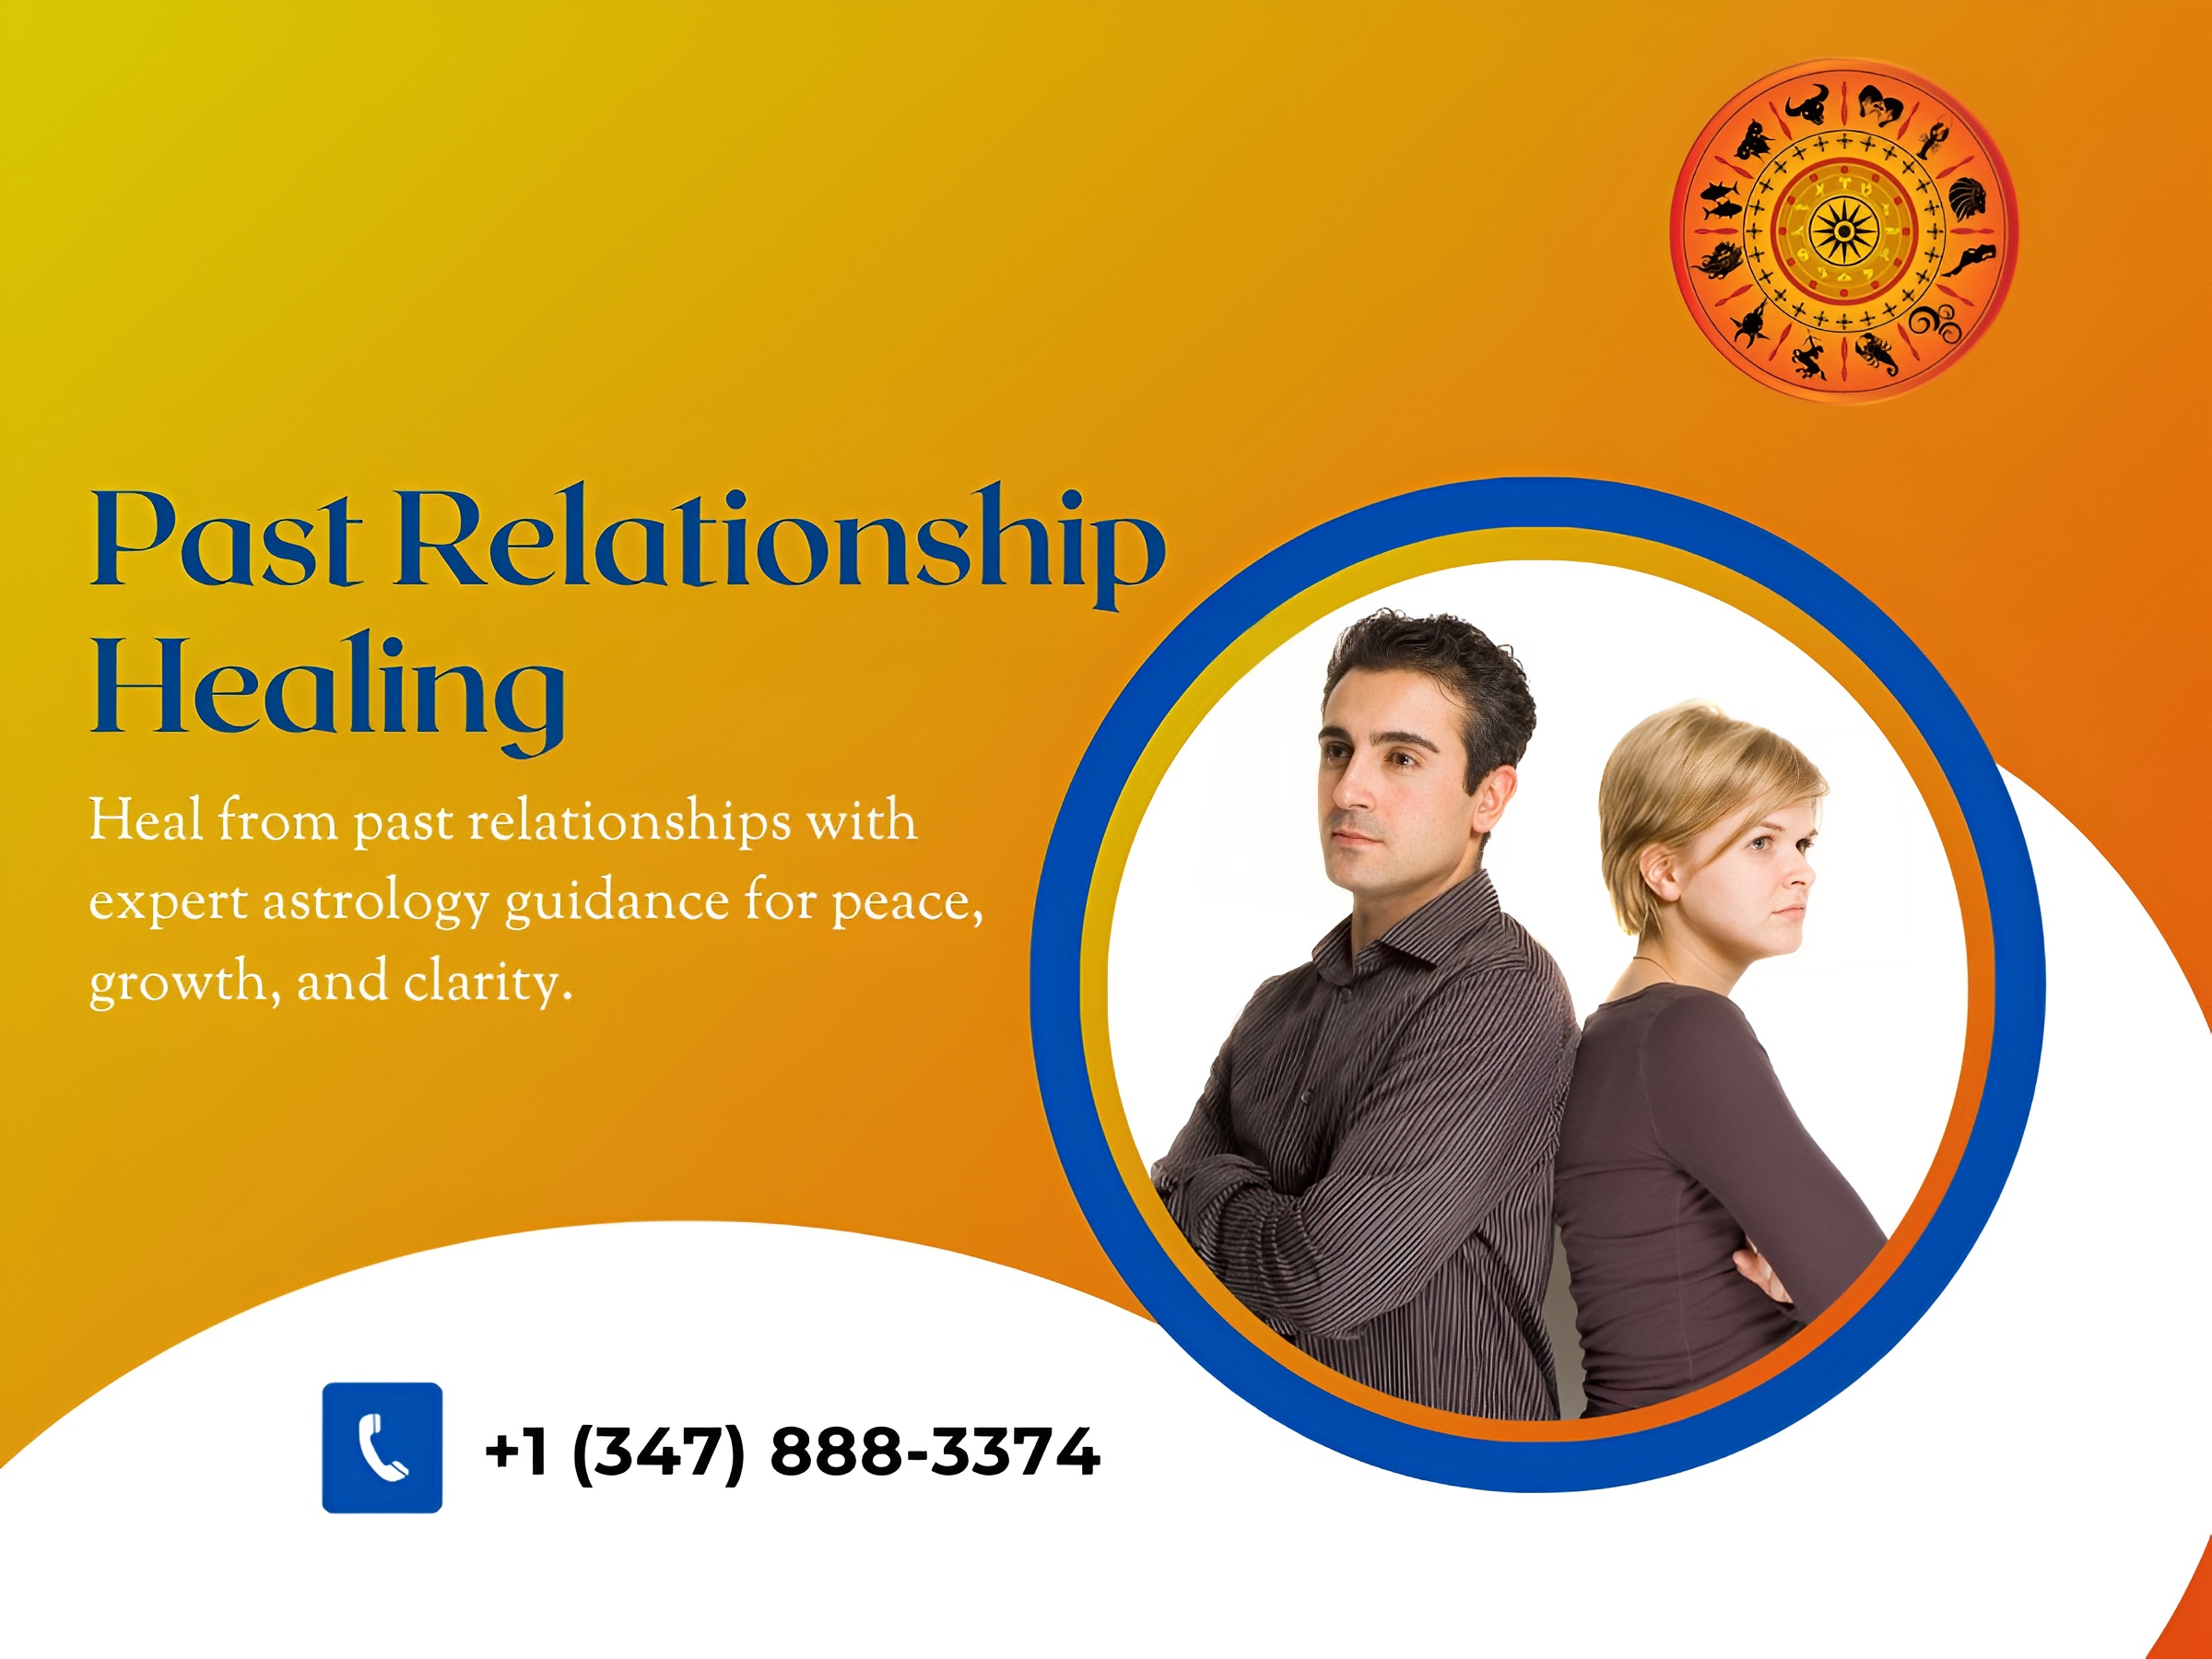 Past Relationship
Healing
Heal from past relationships with
expert astrology guidance for peace,
growth, and clarity.
+1 (347) 888-3374